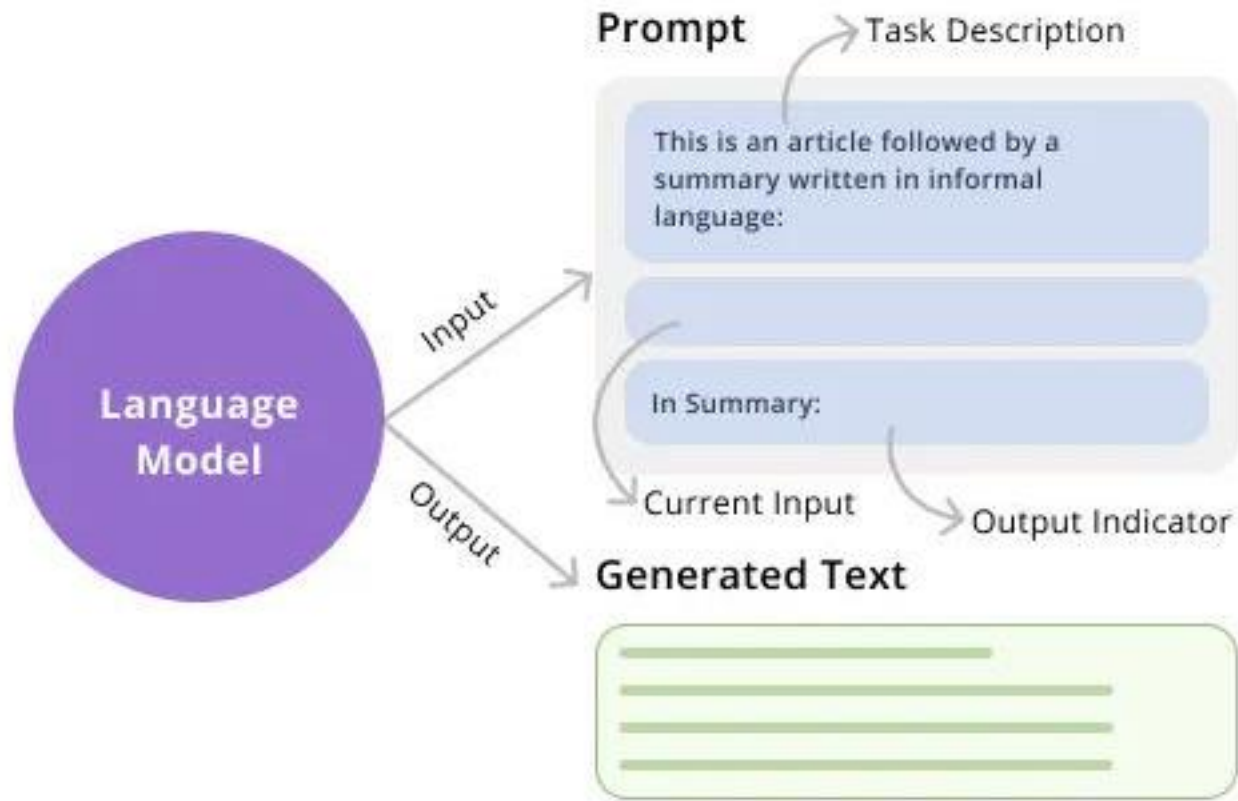 Prompt
Task Description
This is an article followed by a
summary written in informal
language:
Input
Language
Model
In Summary:
Output
Current Input
Output Indicator
Generated Text